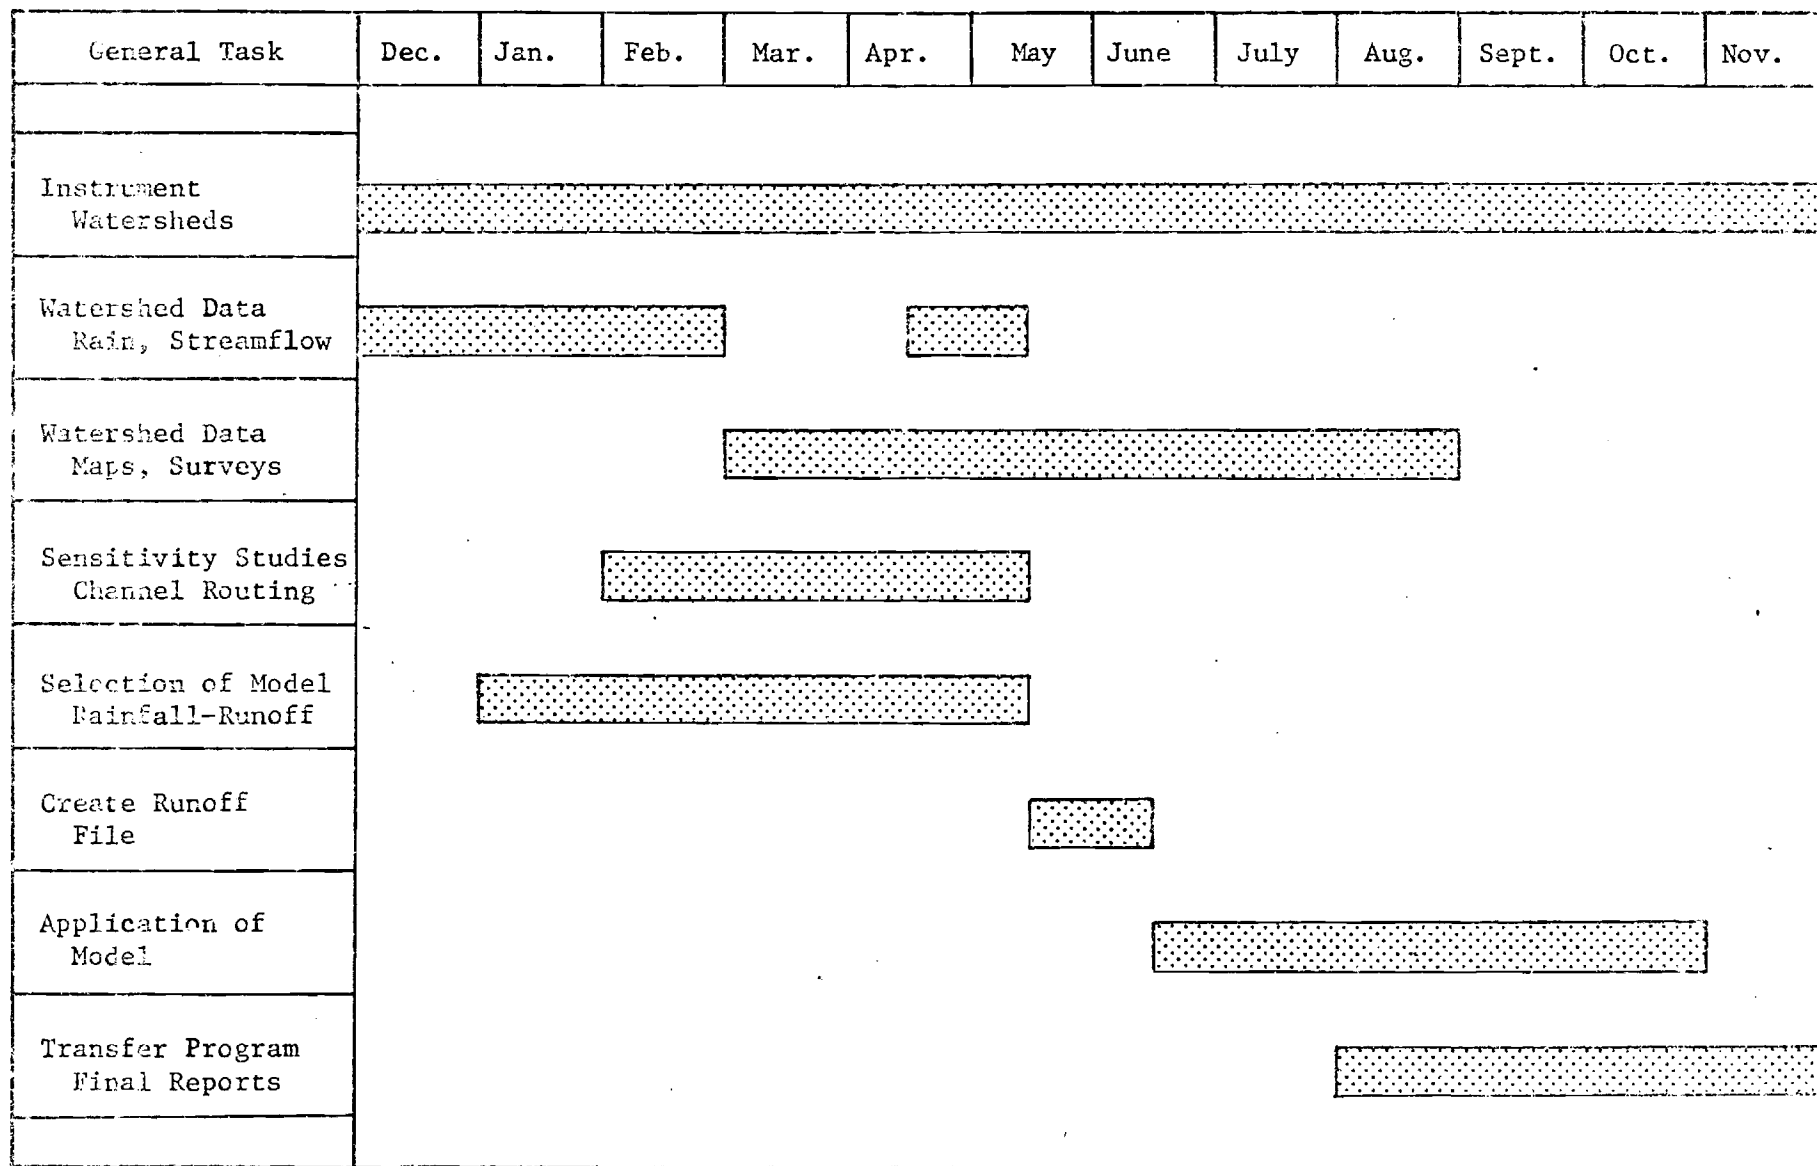 General Task Dec. Jan. Feb. Mar. Apr. May June July Aug. Sept. Oct. Nov.
Instrument
Watersheds
Watershed Data
Rain, Streamflow
Watershed Data
Maps, Surveys
Sensitivity Studies
Channel Routing
Selection of Model
Rainfall-Runoff
Create Runoff
File
Application of
Model
Transfer Program
Final Reports